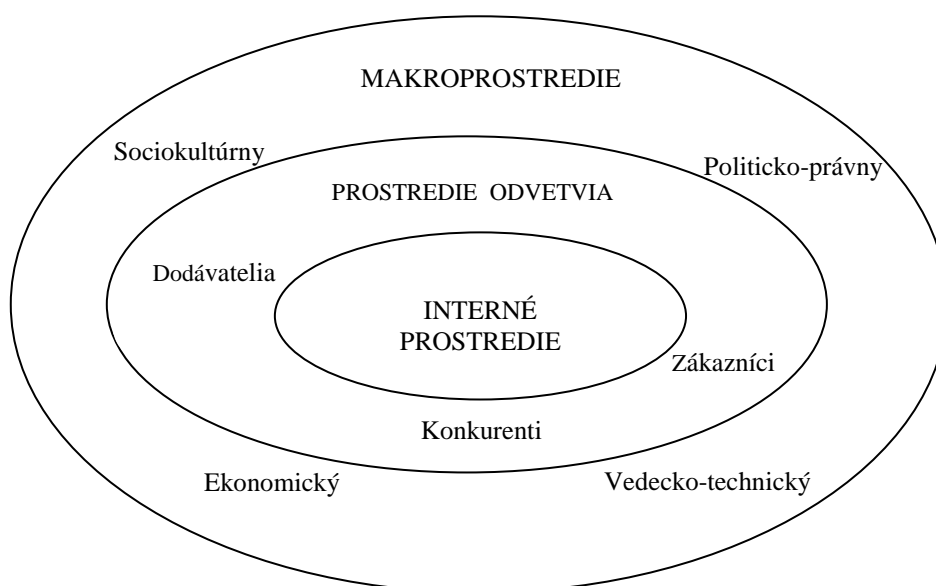 MAKROPROSTREDIE
Sociokultúrny
Politicko-právny
PROSTREDIE ODVETVIA
Dodávatelia
INTERNÉ
PROSTREDIE
Zákazníci
Konkurenti
Ekonomický
Vedecko-technický